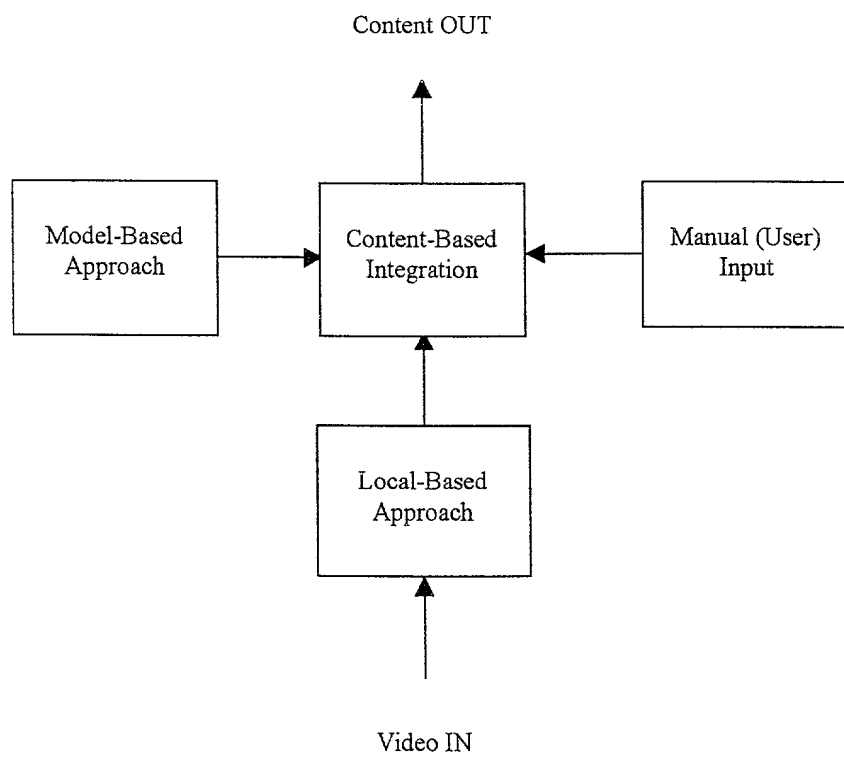 Content OUT
Model-Based
Approach
Content-Based
Integration
Manual (User)
Input
Local-Based
Approach
Video IN